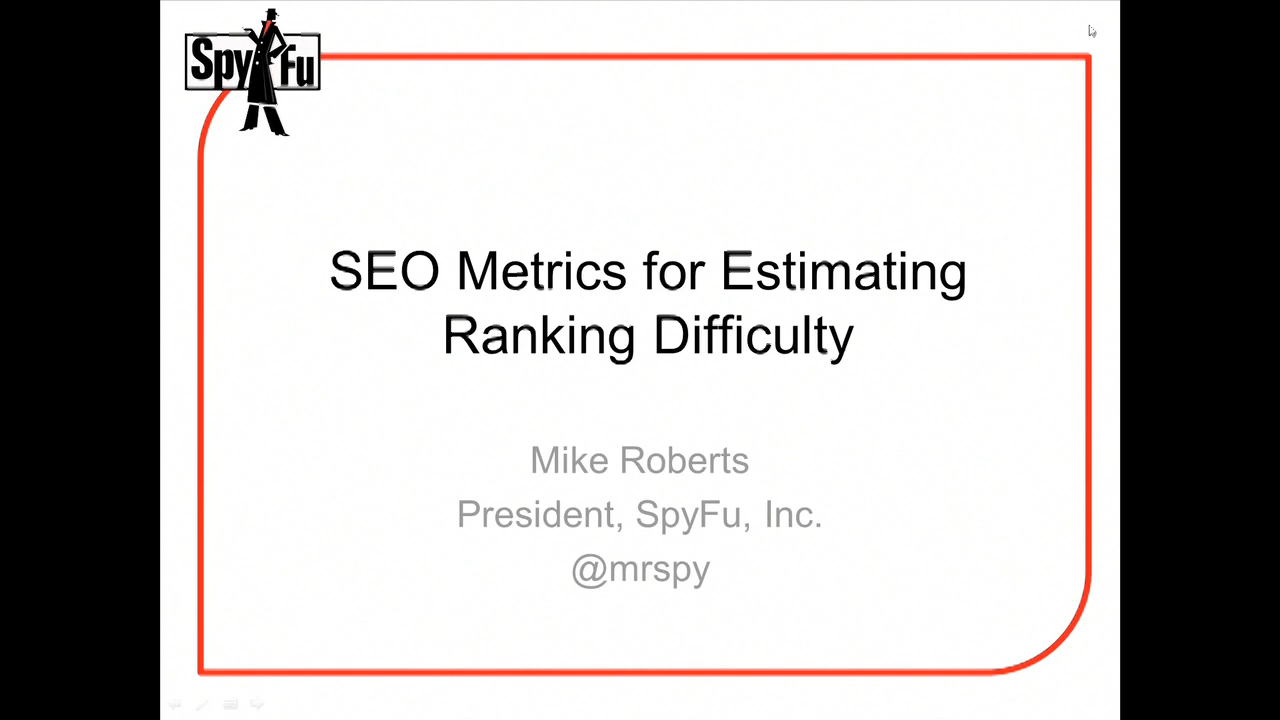 SpyFu
SEO Metrics for Estimating
Ranking Difficulty
Mike Roberts
President, SpyFu, Inc.
@mrspy